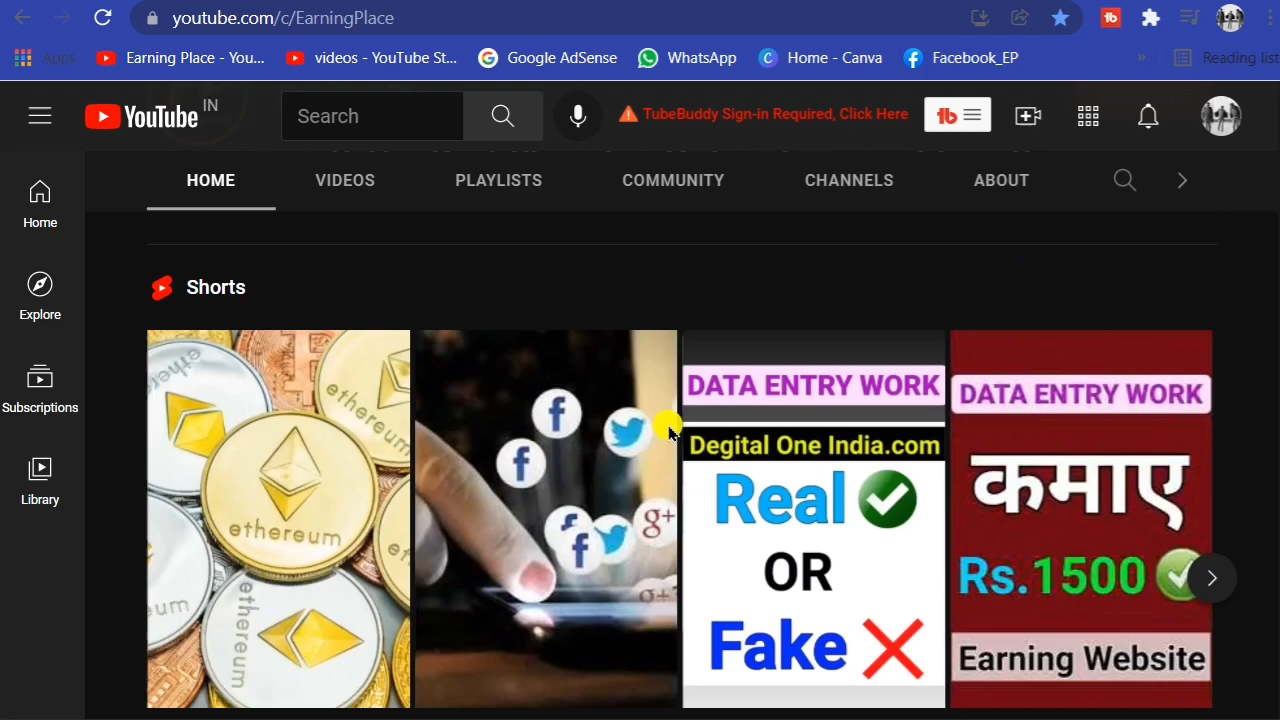 youtube.com/c/EarningPlace
Apps
Earning Place - You...
videos - YouTube St...
Google AdSense
WhatsApp
Home - Canva
Facebook_EP
»
Reading list
YouTube IN
Search
TubeBuddy Sign-in Required, Click Here
HOME
VIDEOS
PLAYLISTS
COMMUNITY
CHANNELS
ABOUT
Home
Explore
Subscriptions
Library
Shorts
ethereum
ethereum
ethereum
ethereum
g+
DATA ENTRY WORK
Degital One India.com
Real
OR
Fake
DATA ENTRY WORK
कमाए
Rs.1500
Earning Website